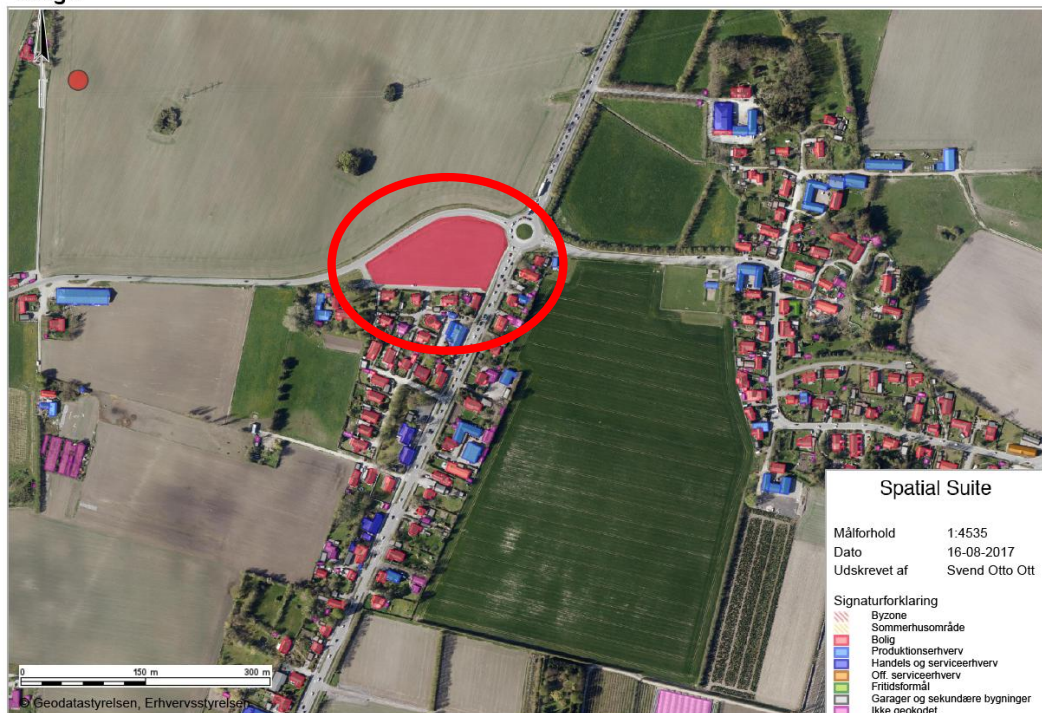 0 150 m 300 m
© Geodatastyrelsen, Erhvervsstyrelsen
Spatial Suite
Målforhold 1:4535
Dato 16-08-2017
Udskrevet af Svend Otto Ott
Signaturforklaring
Byzone
Sommerhusområde
Bolig
Produktionserhverv
Handels og serviceerhverv
Off. serviceerhverv
Fritidsformål
Garager og sekundære bygninger
Ikke geokodet